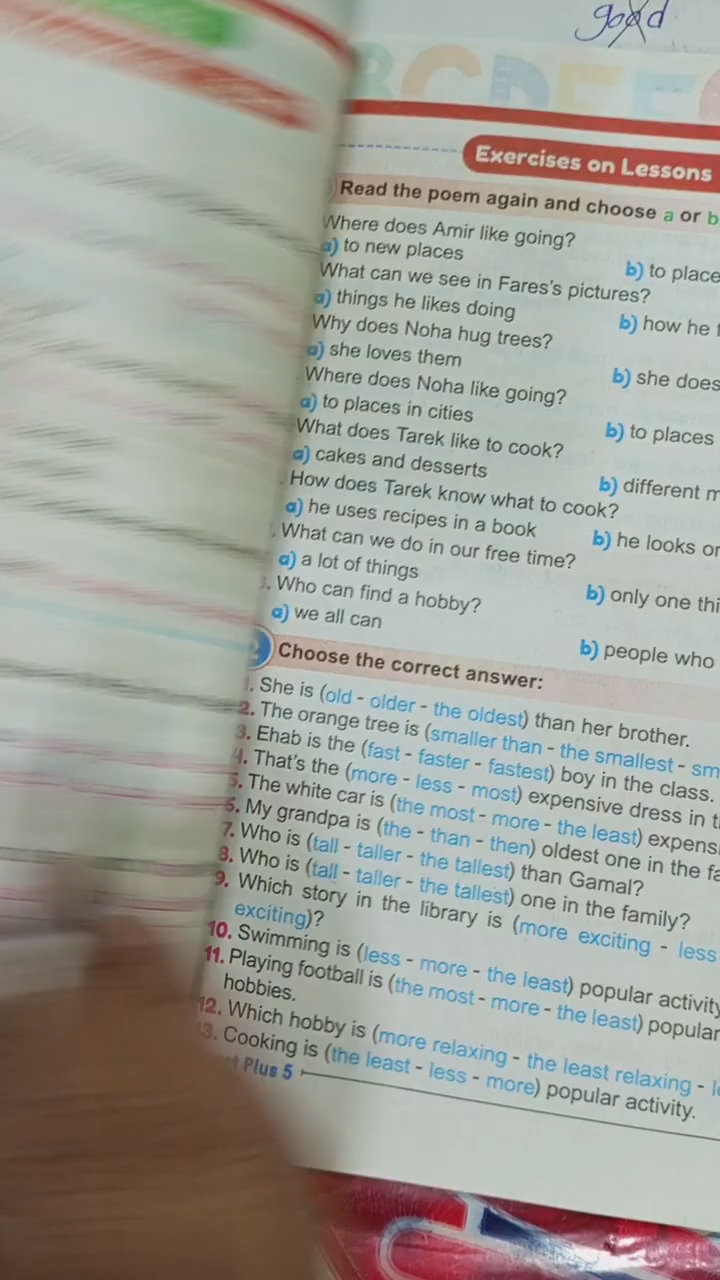 good
BCDEF
Exercises on Lessons
Read the poem again and choose a or b
Where does Amir like going?
a) to new places b) to place
What can we see in Fares's pictures?
a) things he likes doing b) how he
Why does Noha hug trees?
a) she loves them b) she does
Where does Noha like going?
a) to places in cities b) to places
What does Tarek like to cook?
a) cakes and desserts b) different m
How does Tarek know what to cook?
a) he uses recipes in a book b) he looks or
What can we do in our free time?
a) a lot of things b) only one thi
. Who can find a hobby?
a) we all can b) people who
2 Choose the correct answer:
1. She is (old - older - the oldest) than her brother.
2. The orange tree is (smaller than - the smallest - sm
3. Ehab is the (fast - faster - fastest) boy in the class.
4. That's the (more - less - most) expensive dress in t
5. The white car is (the most - more - the least) expens
6. My grandpa is (the - than - then) oldest one in the fa
7. Who is (tall - taller - the tallest) than Gamal?
8. Who is (tall - taller - the tallest) one in the family?
9. Which story in the library is (more exciting - less
exciting)?
10. Swimming is (less - more - the least) popular activity
11. Playing football is (the most - more - the least) popular
hobbies.
12. Which hobby is (more relaxing - the least relaxing - l
13. Cooking is (the least - less - more) popular activity.
Plus 5